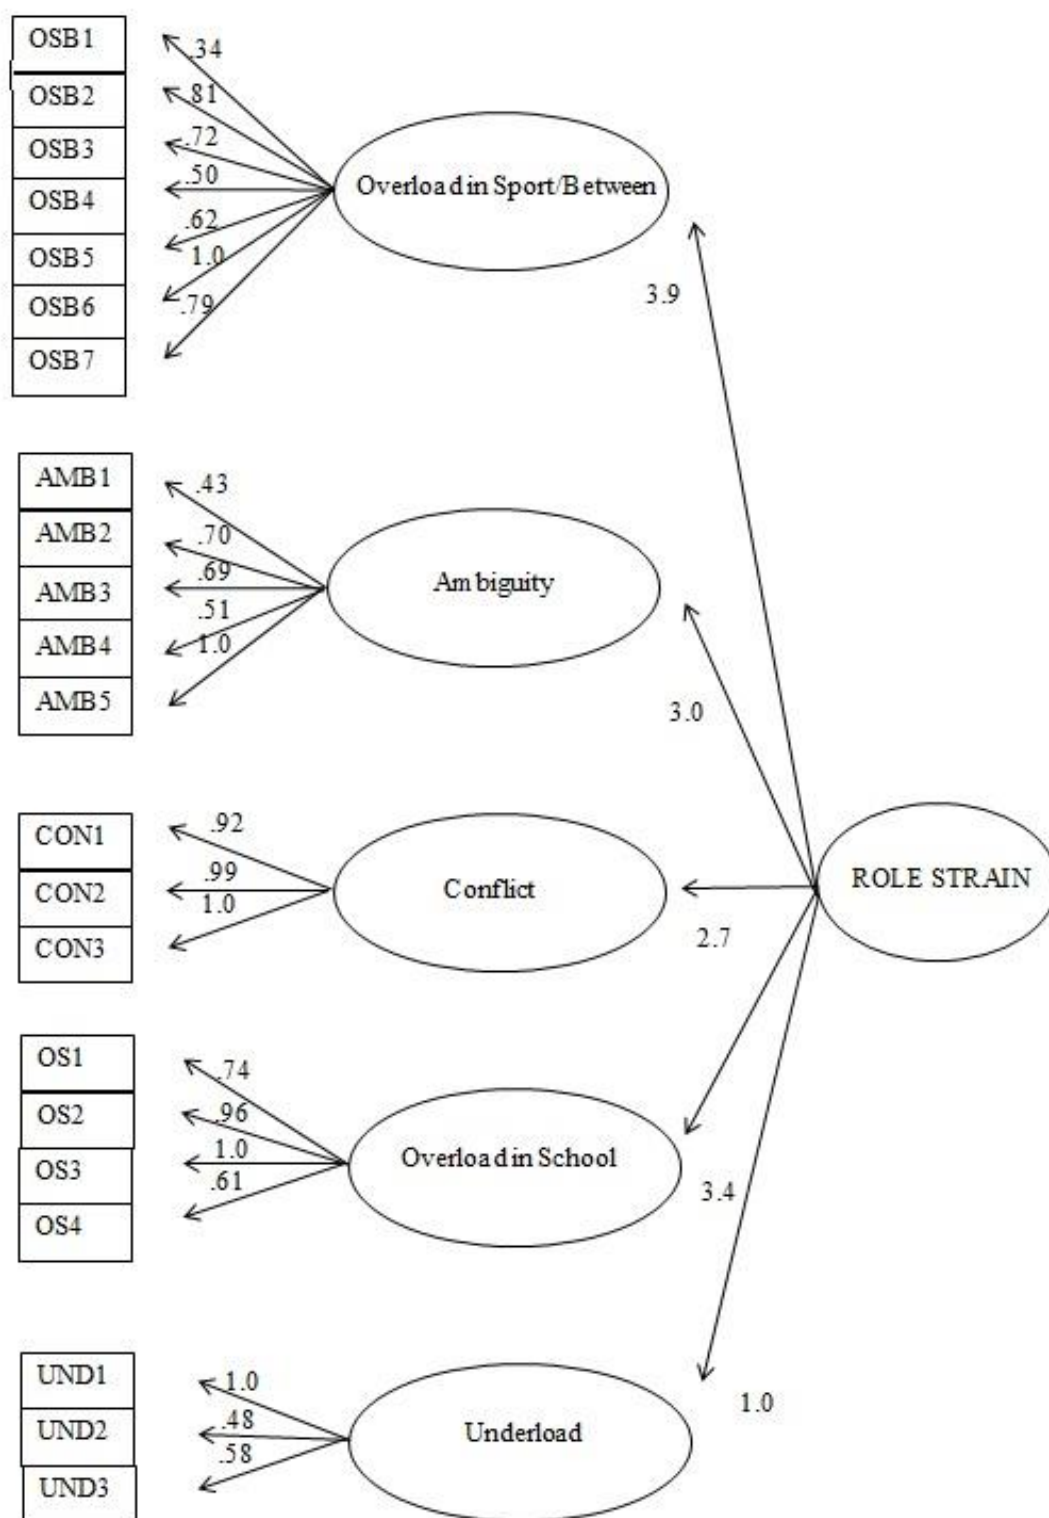 OSB1
.34
OSB2
.81
OSB3
.72
OSB4
.50
OSB5
.62
OSB6
1.0
OSB7
.79
Overload in Sport/Between
3.9
AMB1
.43
AMB2
.70
AMB3
.69
AMB4
.51
AMB5
1.0
Ambiguity
3.0
CON1
.92
CON2
.99
CON3
1.0
Conflict
2.7
ROLE STRAIN
OS1
.74
OS2
.96
OS3
1.0
OS4
.61
Overload in School
3.4
UND1
1.0
UND2
.48
UND3
.58
Underload
1.0